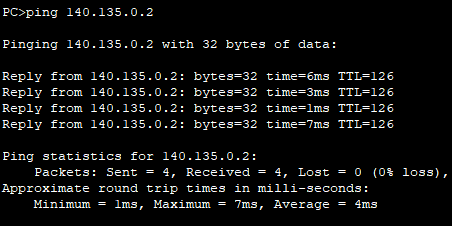 PC>ping 140.135.0.2
Pinging 140.135.0.2 with 32 bytes of data:
Reply from 140.135.0.2: bytes=32 time=6ms TTL=126
Reply from 140.135.0.2: bytes=32 time=3ms TTL=126
Reply from 140.135.0.2: bytes=32 time=1ms TTL=126
Reply from 140.135.0.2: bytes=32 time=7ms TTL=126
Ping statistics for 140.135.0.2:
Packets: Sent = 4, Received = 4, Lost = 0 (0% loss),
Approximate round trip times in milli-seconds:
Minimum = 1ms, Maximum = 7ms, Average = 4ms